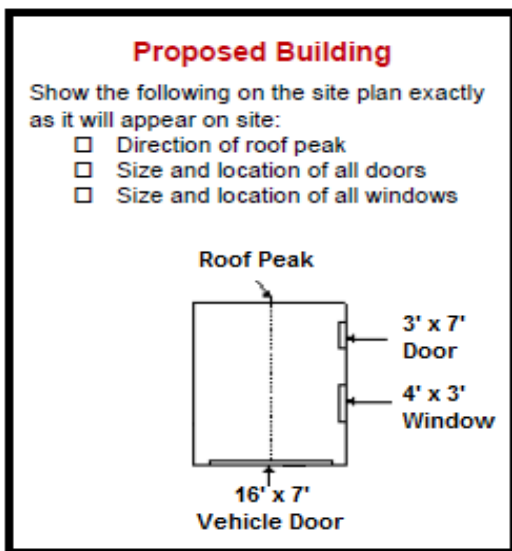 Proposed Building
Show the following on the site plan exactly
as it will appear on site:
☐ Direction of roof peak
☐ Size and location of all doors
☐ Size and location of all windows
Roof Peak
3' x 7'
Door
4' x 3'
Window
16' x 7'
Vehicle Door